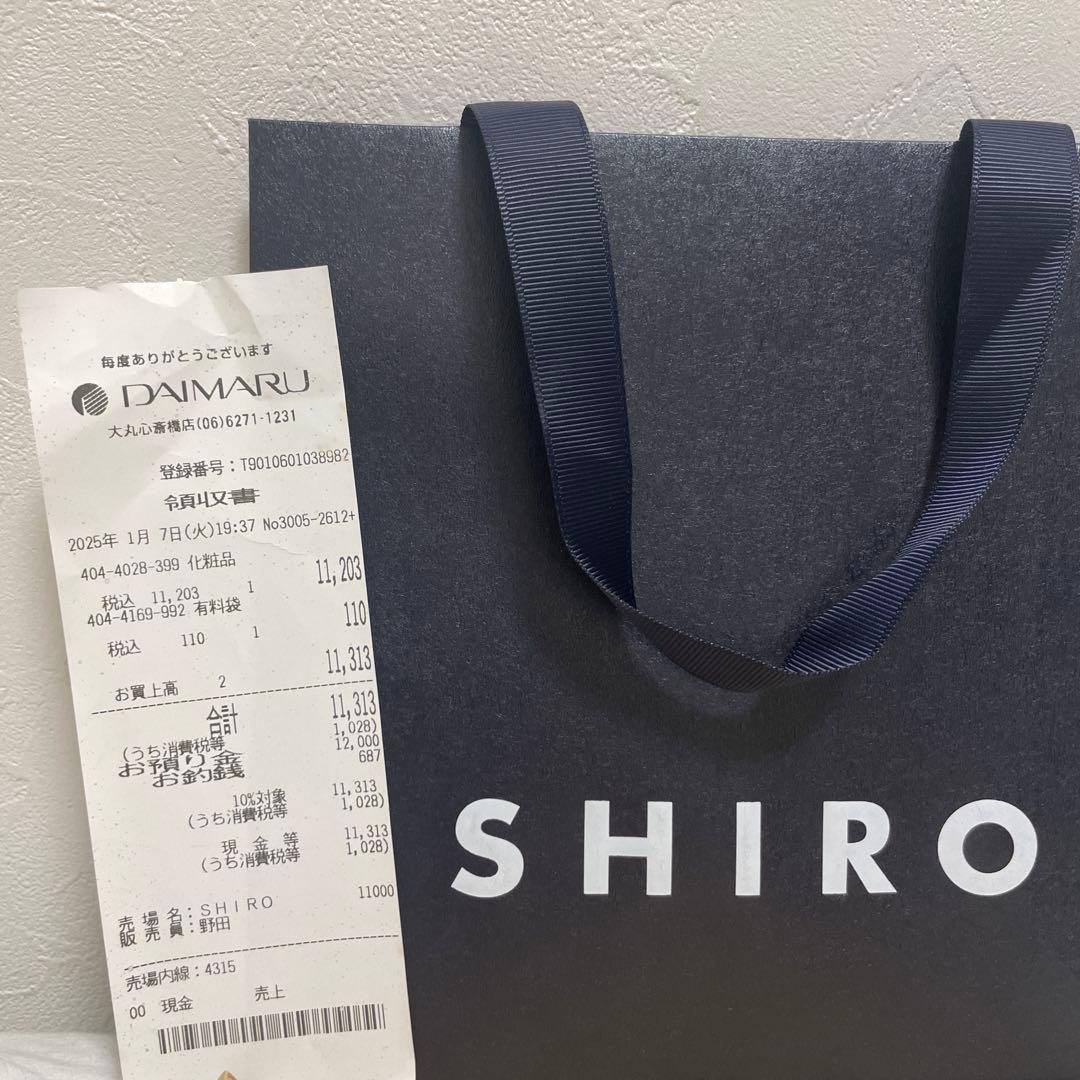 毎度ありがとうございます
DAIMARU
大丸心斎橋店(06)6271-1231
登録番号:T9010601038982
領収書
2025年 1月 7日(火)19:37 No3005-2612+
404-4028-399 化粧品
税込 11,203 1 11,203
404-4169-992 有料袋
税込 110 1 110
お買上高 2 11,313
合計 11,313
(うち消費税等 1,028)
お預り金 12,000
お釣銭 687
10%対象 11,313
(うち消費税等 1,028)
現金等 11,313
(うち消費税等 1,028)
売場名:SHIRO 11000
販売員:野田
売場内線:4315
00 現金 売上
SHIRO